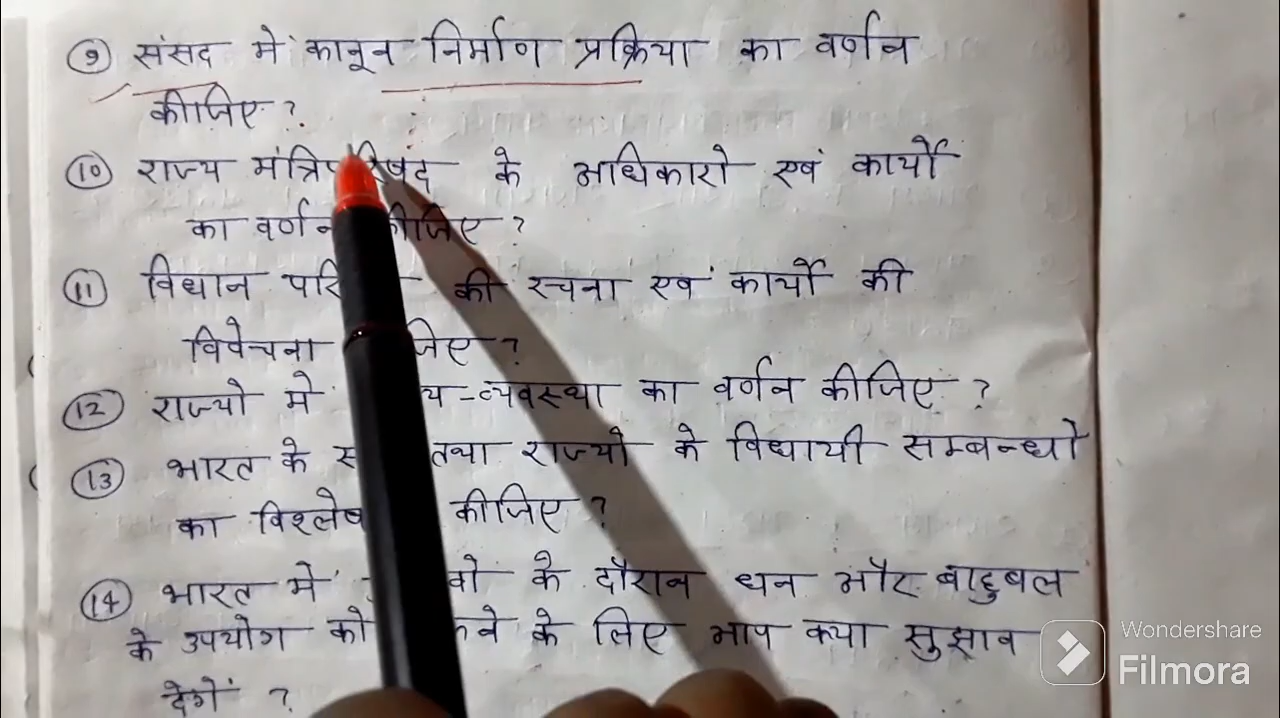 9 संसद मे कानून निर्माण प्रक्रिया का वर्णन
कीजिए ?
10 राज्य के अधिकारो एवं कार्यो
का वर्णन कीजिए ?
11 विधान की रचना एवं कार्यो की
विवेचना ?
12 राज्यो मे का वर्णन कीजिए ?
13 भारत के तथा राज्यो के विधायी सम्बन्धो
का कीजिए ?
14 भारत मे के दौरान धन और बाहुबल
के उपयोग को के लिए आप क्या सुझाव
देगें ?
Wondershare
Filmora